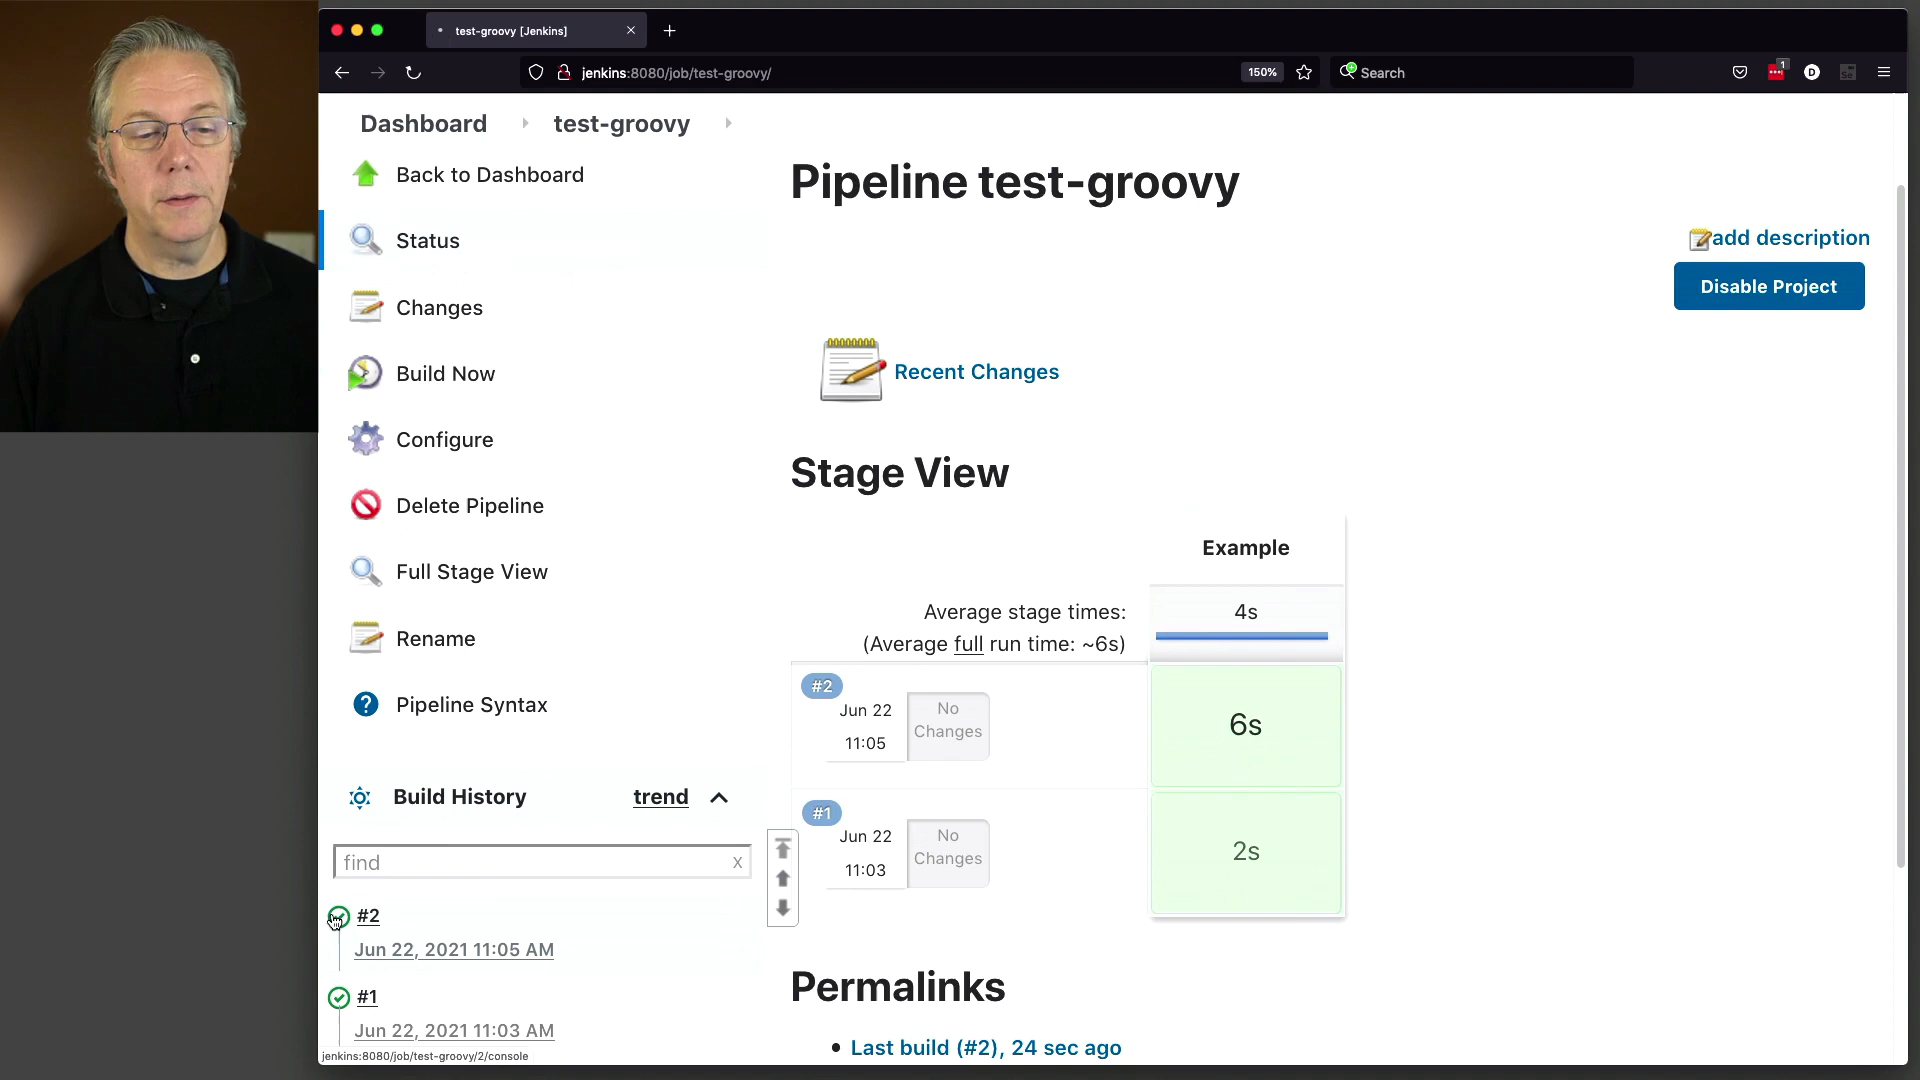 test-groovy [Jenkins]
jenkins:8080/job/test-groovy/
150%
Search
1
D
Dashboard
test-groovy
Back to Dashboard
Status
Changes
Build Now
Configure
Delete Pipeline
Full Stage View
Rename
Pipeline Syntax
Build History
trend
find
x
#2
Jun 22, 2021 11:05 AM
#1
Jun 22, 2021 11:03 AM
jenkins:8080/job/test-groovy/2/console
Pipeline test-groovy
add description
Disable Project
Recent Changes
Stage View
Example
Average stage times:
4s
(Average full run time: ~6s)
#2
Jun 22
11:05
No
Changes
6s
#1
Jun 22
11:03
No
Changes
2s
Permalinks
Last build (#2), 24 sec ago